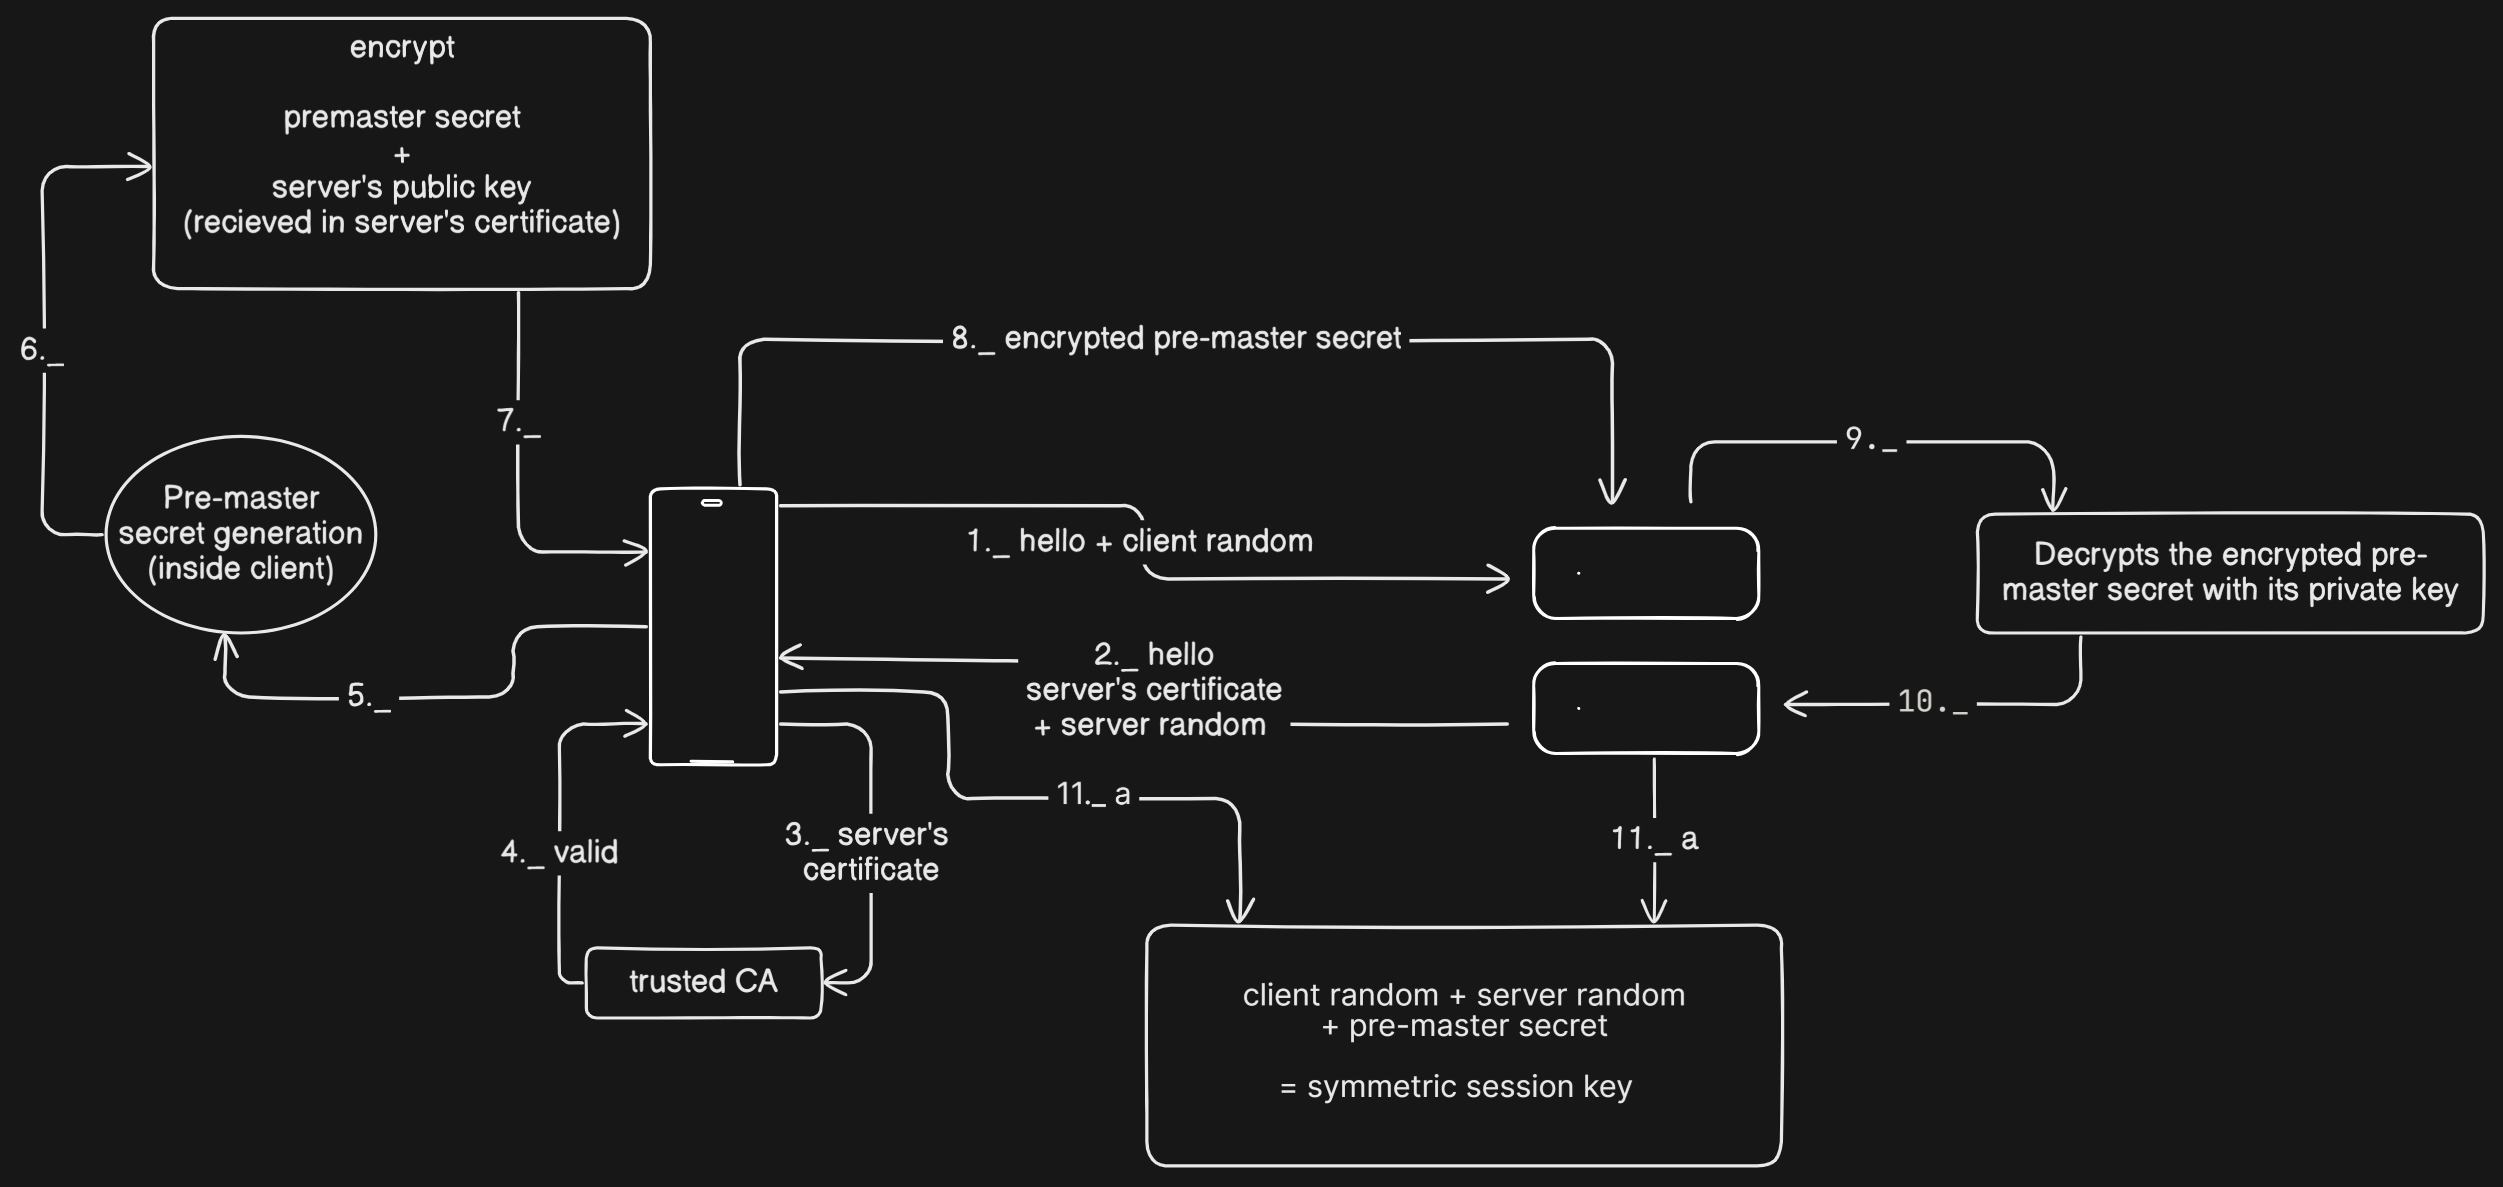 encrypt
premaster secret
+
server's public key
(recieved in server's certificate)
6._
7._
8._ encrypted pre-master secret
9._
Pre-master
secret generation
(inside client)
1._ hello + client random
Decrypts the encrypted pre-
master secret with its private key
2._ hello
server's certificate
+ server random
5._
10._
11._ a
11._ a
4._ valid
3._ server's
certificate
trusted CA
client random + server random
+ pre-master secret
= symmetric session key